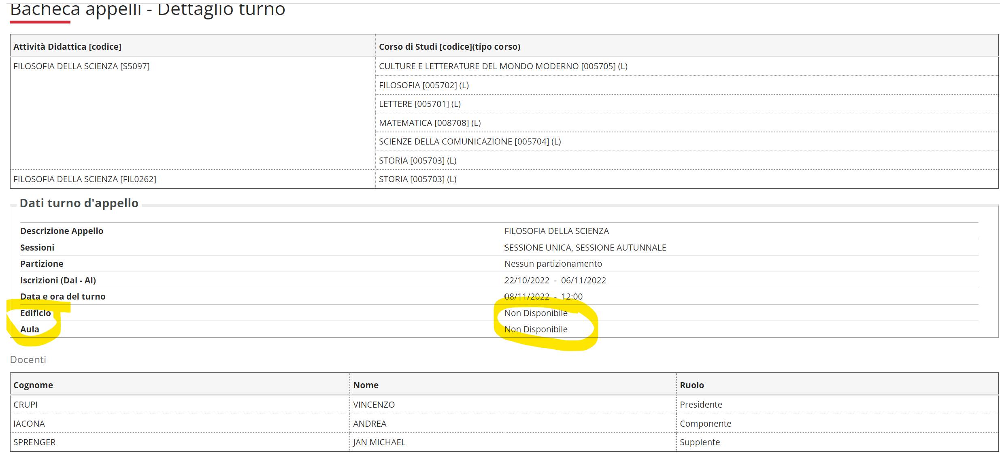 Bacheca appelli - Dettaglio turno
Attività Didattica [codice] Corso di Studi [codice](tipo corso)
FILOSOFIA DELLA SCIENZA [S5097] CULTURE E LETTERATURE DEL MONDO MODERNO [005705] (L)
FILOSOFIA [005702] (L)
LETTERE [005701] (L)
MATEMATICA [008708] (L)
SCIENZE DELLA COMUNICAZIONE [005704] (L)
STORIA [005703] (L)
FILOSOFIA DELLA SCIENZA [FIL0262] STORIA [005703] (L)
Dati turno d'appello
Descrizione Appello FILOSOFIA DELLA SCIENZA
Sessioni SESSIONE UNICA, SESSIONE AUTUNNALE
Partizione Nessun partizionamento
Iscrizioni (Dal - Al) 22/10/2022 - 06/11/2022
Data e ora del turno 08/11/2022 - 12:00
Edificio Non Disponibile
Aula Non Disponibile
Docenti
Cognome Nome Ruolo
CRUPI VINCENZO Presidente
IACONA ANDREA Componente
SPRENGER JAN MICHAEL Supplente